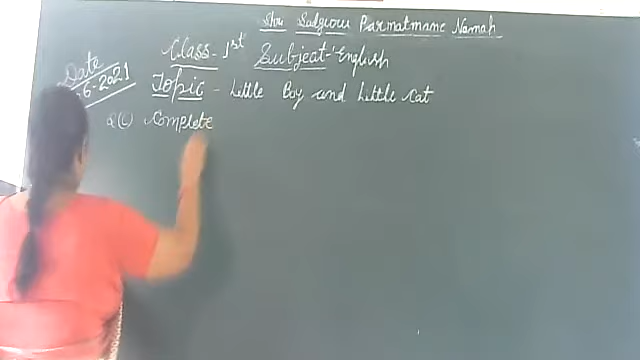 Shri Sadguru Parmatmane Namah
Class - 1st Subject - English
Date
6-2021
Topic - Little Boy and Little Cat
Complete